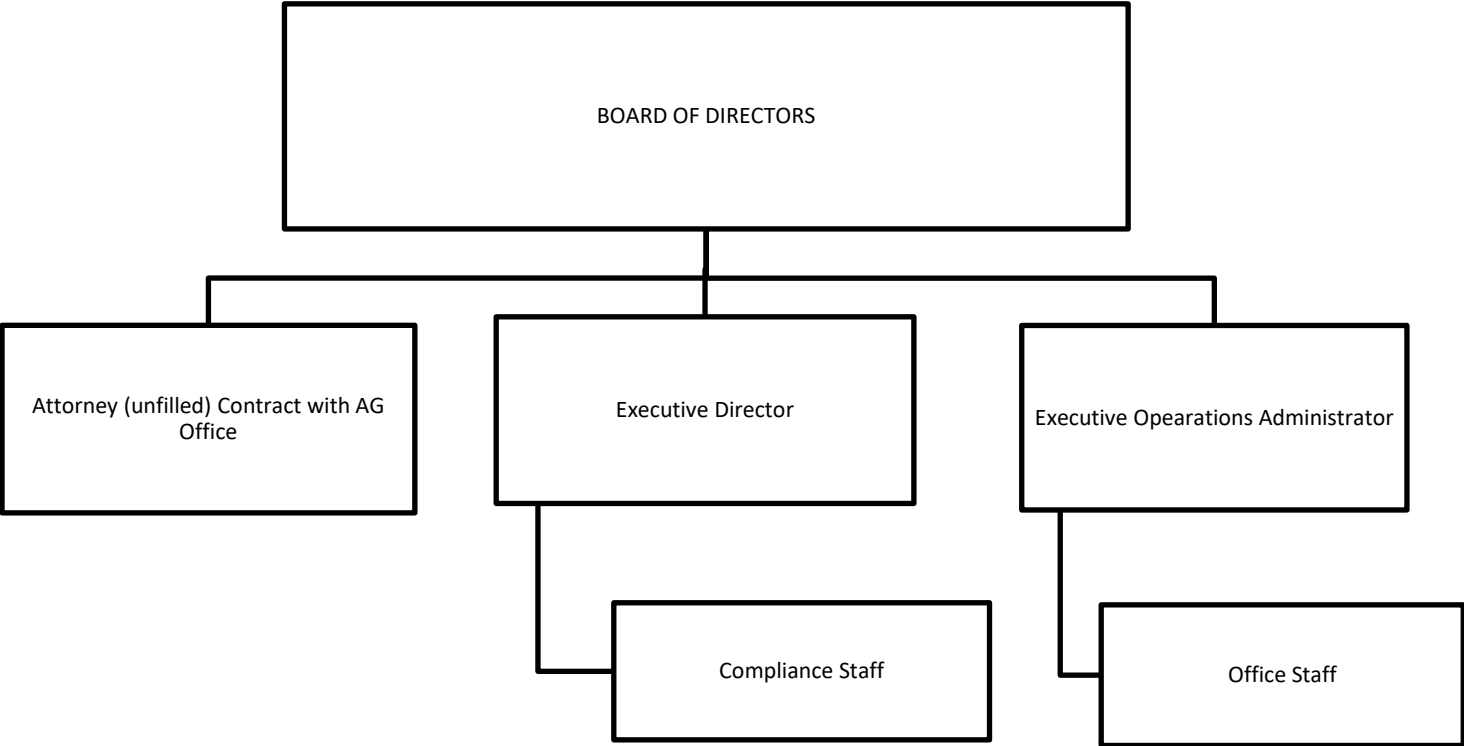 BOARD OF DIRECTORS
Attorney (unfilled) Contract with AG
Office
Executive Director
Executive Opearations Administrator
Compliance Staff
Office Staff